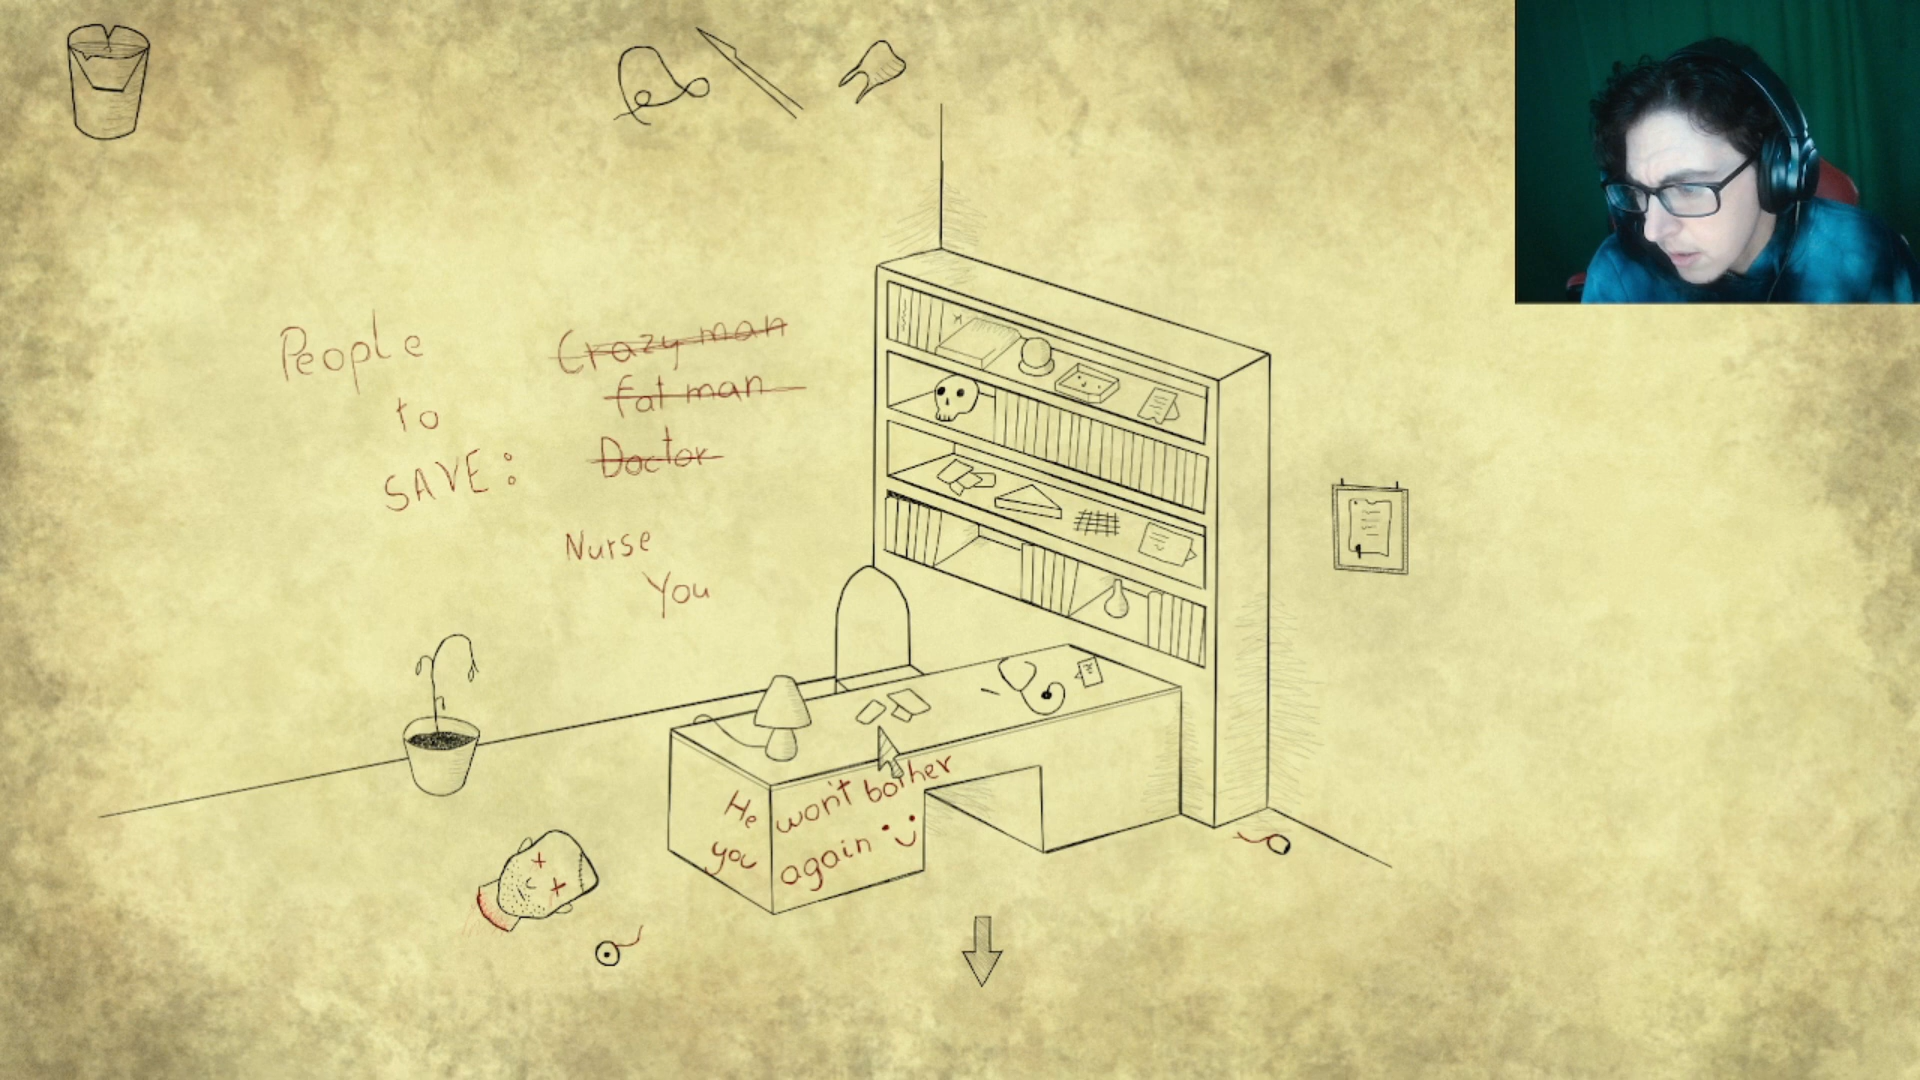 People
to
SAVE:
Crazy man
fat man
Doctor
Nurse
You
He won't bother
you again